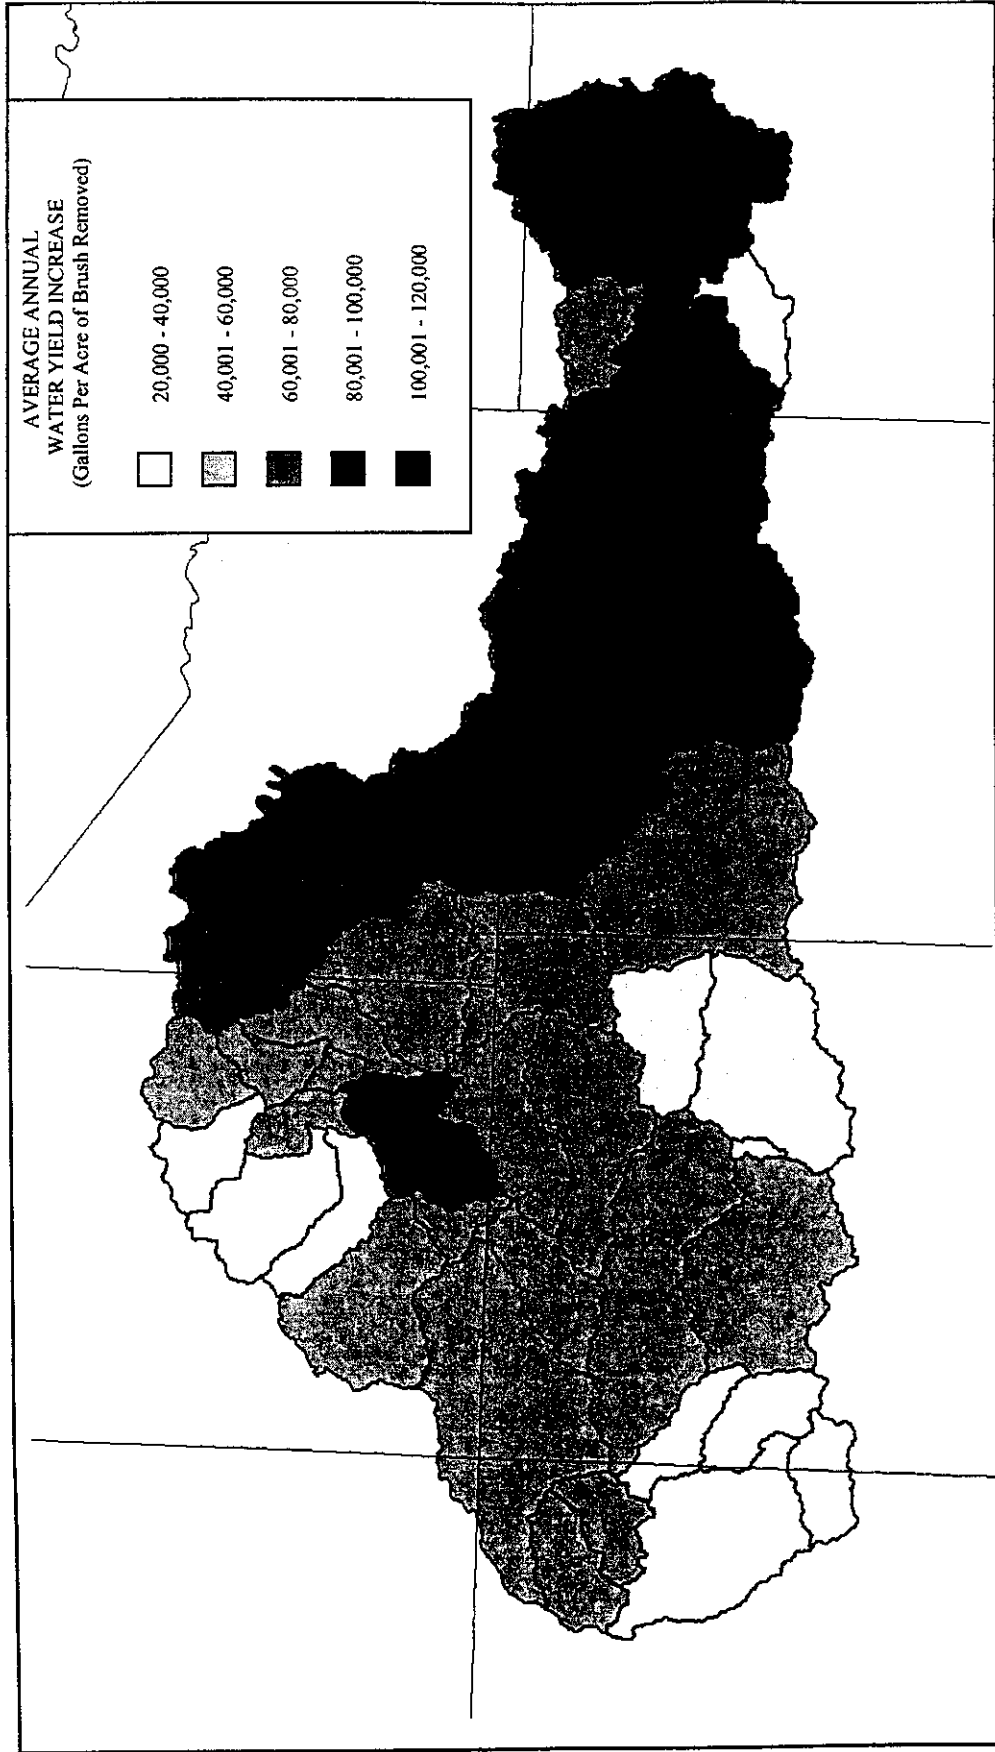 AVERAGE ANNUAL
WATER YIELD INCREASE
(Gallons Per Acre of Brush Removed)
20,000 - 40,000
40,001 - 60,000
60,001 - 80,000
80,001 - 100,000
100,001 - 120,000